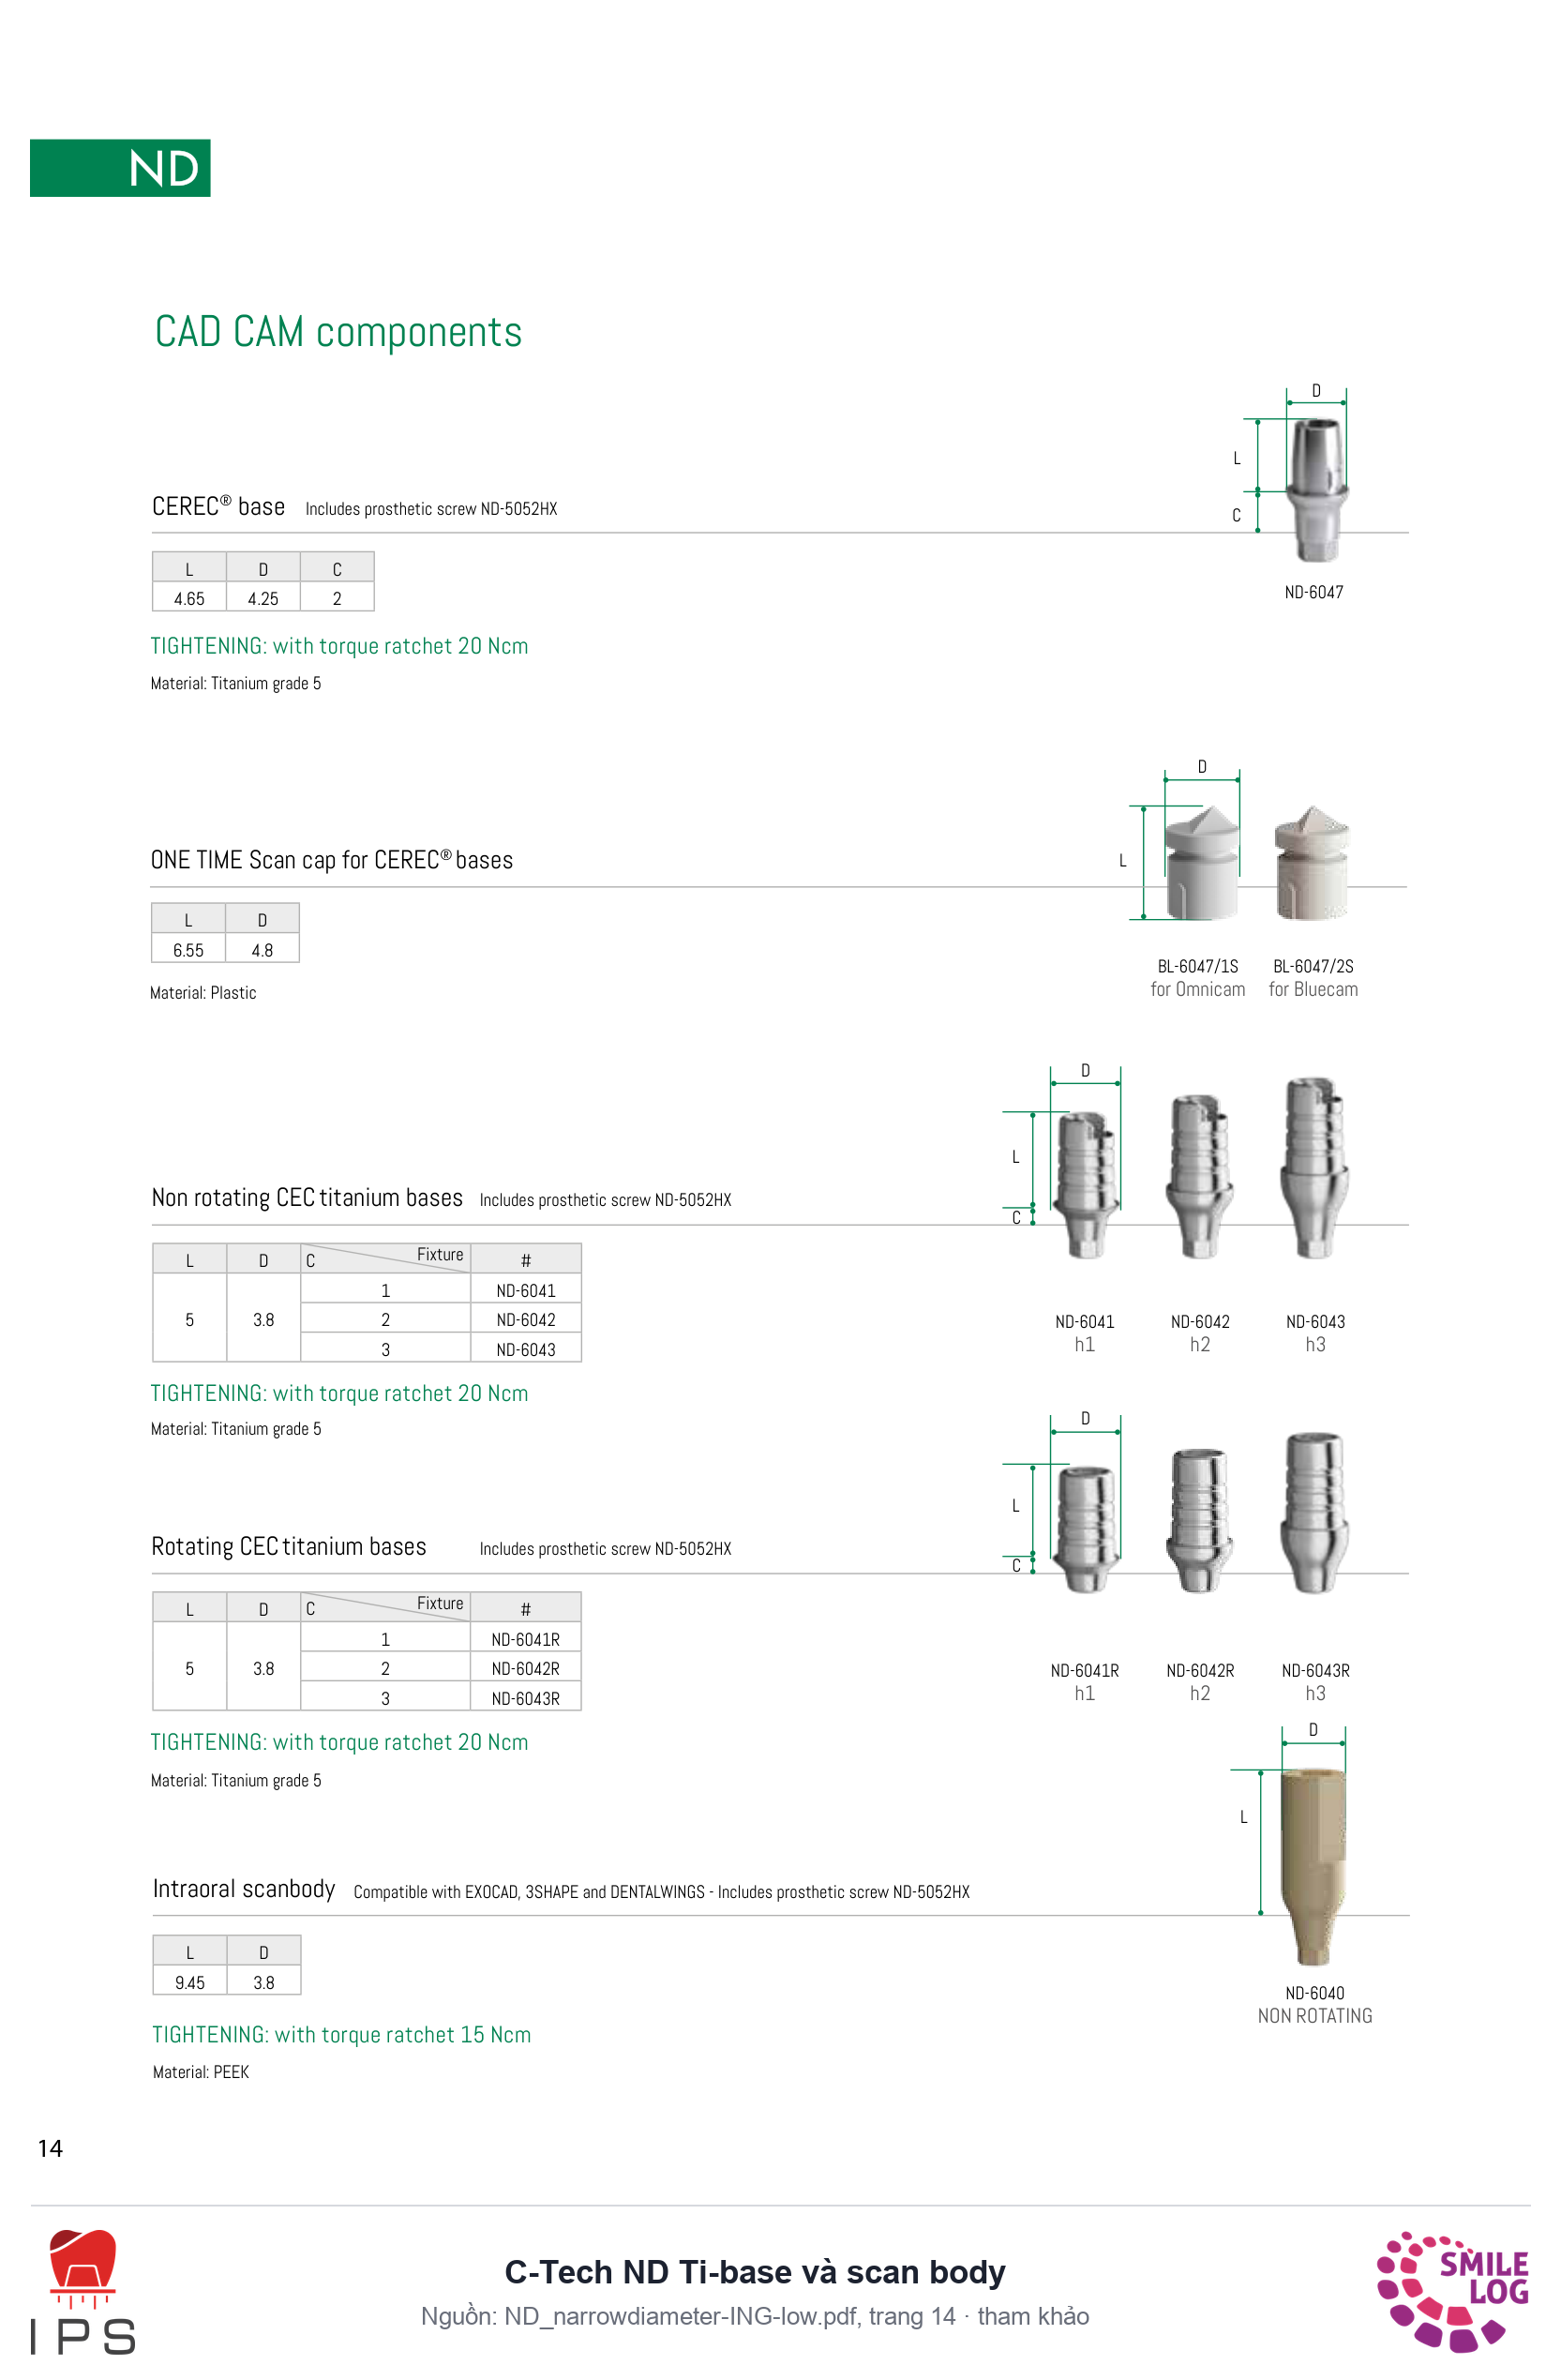 ND
CAD CAM components
D
L
C
CEREC® base Includes prosthetic screw ND-5052HX
L D C
4.65 4.25 2
ND-6047
TIGHTENING: with torque ratchet 20 Ncm
Material: Titanium grade 5
D
L
ONE TIME Scan cap for CEREC® bases
L D
6.55 4.8
Material: Plastic
BL-6047/1S BL-6047/2S
for Omnicam for Bluecam
D
L
C
Non rotating CEC titanium bases Includes prosthetic screw ND-5052HX
L D C Fixture #
1 ND-6041
5 3.8 2 ND-6042
3 ND-6043
ND-6041 ND-6042 ND-6043
h1 h2 h3
TIGHTENING: with torque ratchet 20 Ncm
Material: Titanium grade 5
D
L
C
Rotating CEC titanium bases Includes prosthetic screw ND-5052HX
L D C Fixture #
1 ND-6041R
5 3.8 2 ND-6042R
3 ND-6043R
ND-6041R ND-6042R ND-6043R
h1 h2 h3
TIGHTENING: with torque ratchet 20 Ncm
Material: Titanium grade 5
D
L
Intraoral scanbody Compatible with EXOCAD, 3SHAPE and DENTALWINGS - Includes prosthetic screw ND-5052HX
L D
9.45 3.8
ND-6040
NON ROTATING
TIGHTENING: with torque ratchet 15 Ncm
Material: PEEK
14
IPS
C-Tech ND Ti-base và scan body
Nguồn: ND_narrowdiameter-ING-low.pdf, trang 14 · tham khảo
SMILE
LOG